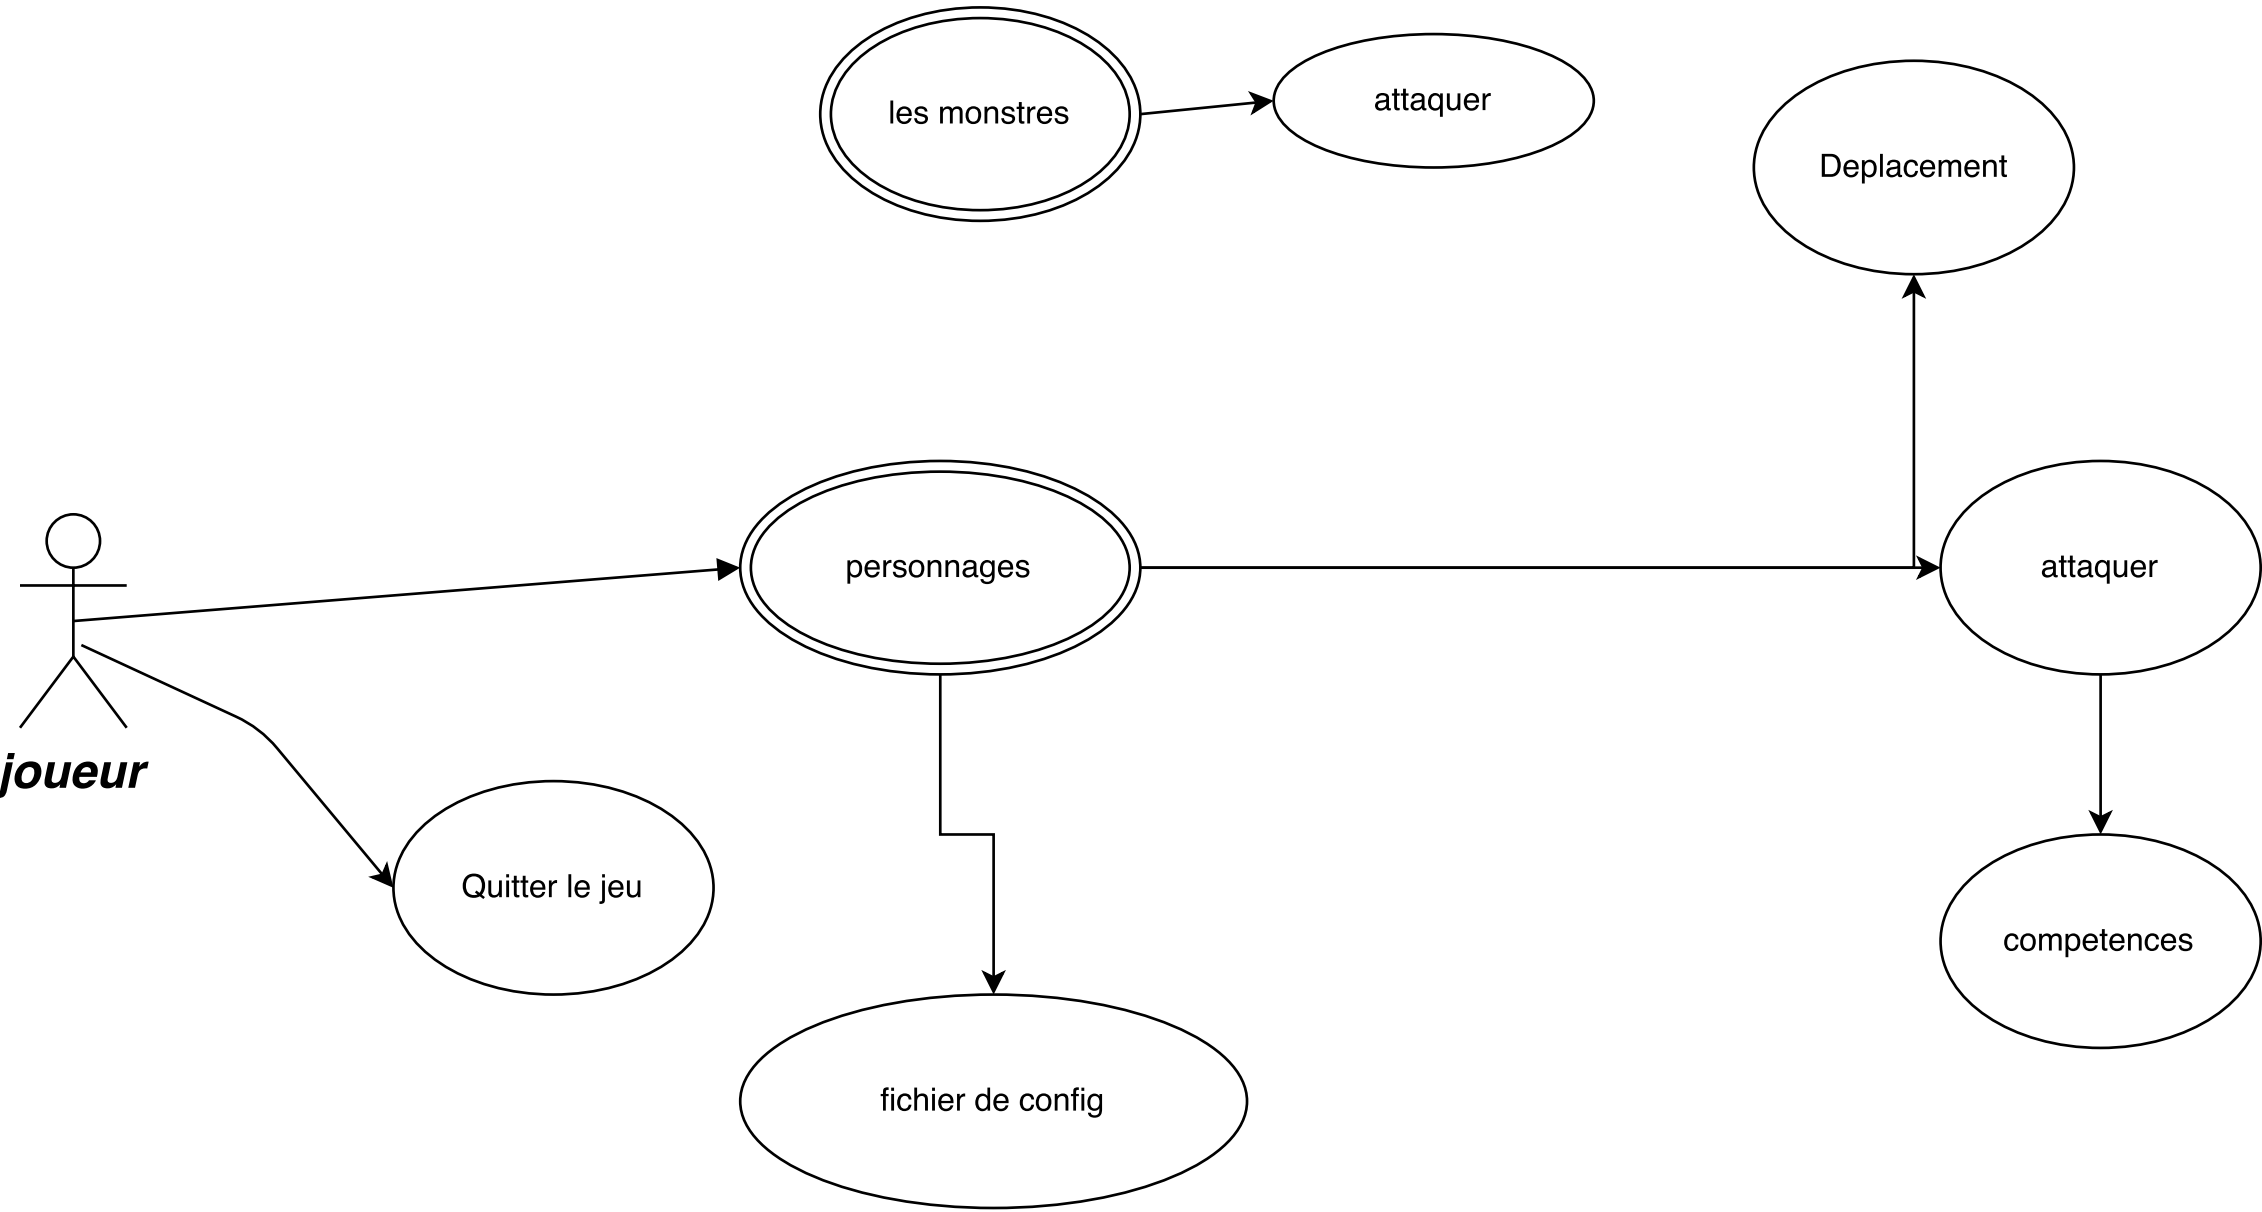 les monstres
attaquer
Deplacement
personnages
attaquer
joueur
Quitter le jeu
competences
fichier de config